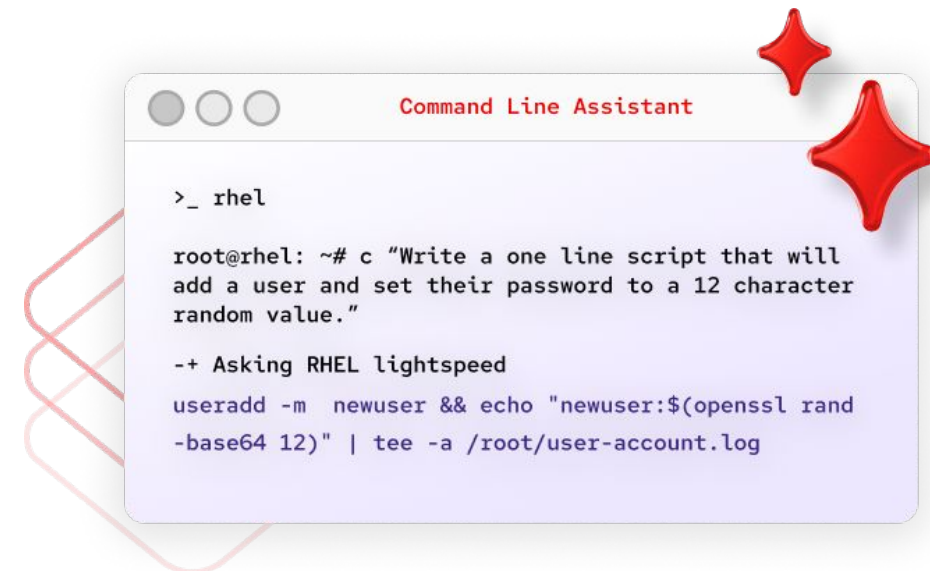 Command Line Assistant
>_ rhel
root@rhel: ~# c “Write a one line script that will
add a user and set their password to a 12 character
random value.”
-+ Asking RHEL lightspeed
useradd -m  newuser && echo "newuser:$(openssl rand
-base64 12)" | tee -a /root/user-account.log